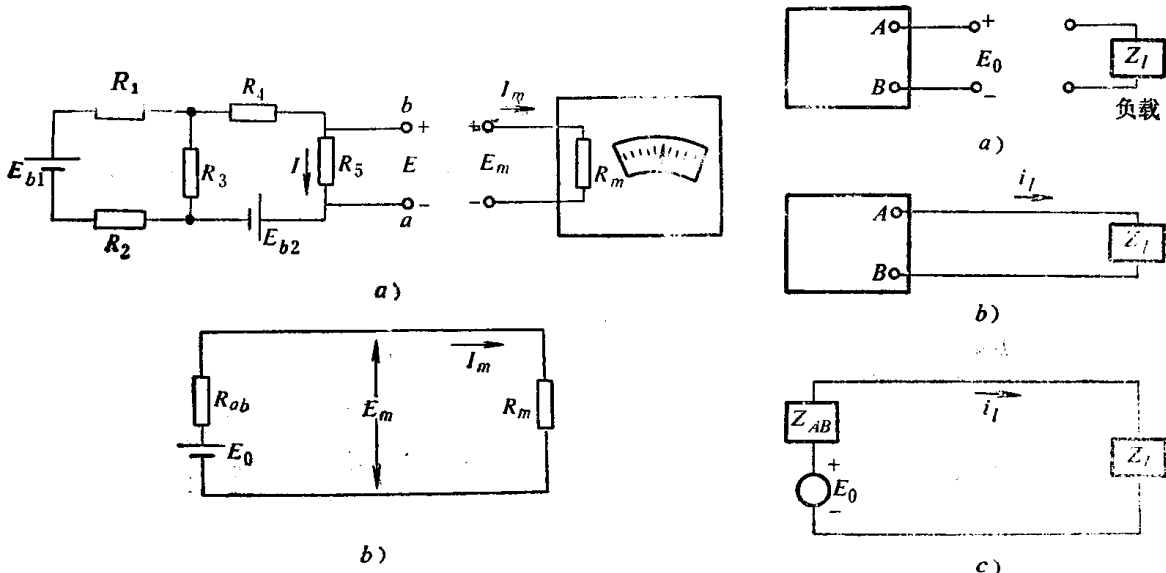 R1
R4
b
+
Im
+
Eb1
R3
I
R5
E
Em
Rm
-
a
-
R2
Eb2
a)
Rab
E0
Em
Im
Rm
b)
A
+
E0
Zl
B
-
负载
a)
il
A
Zl
B
b)
ZAB
il
+
E0
-
Zl
c)